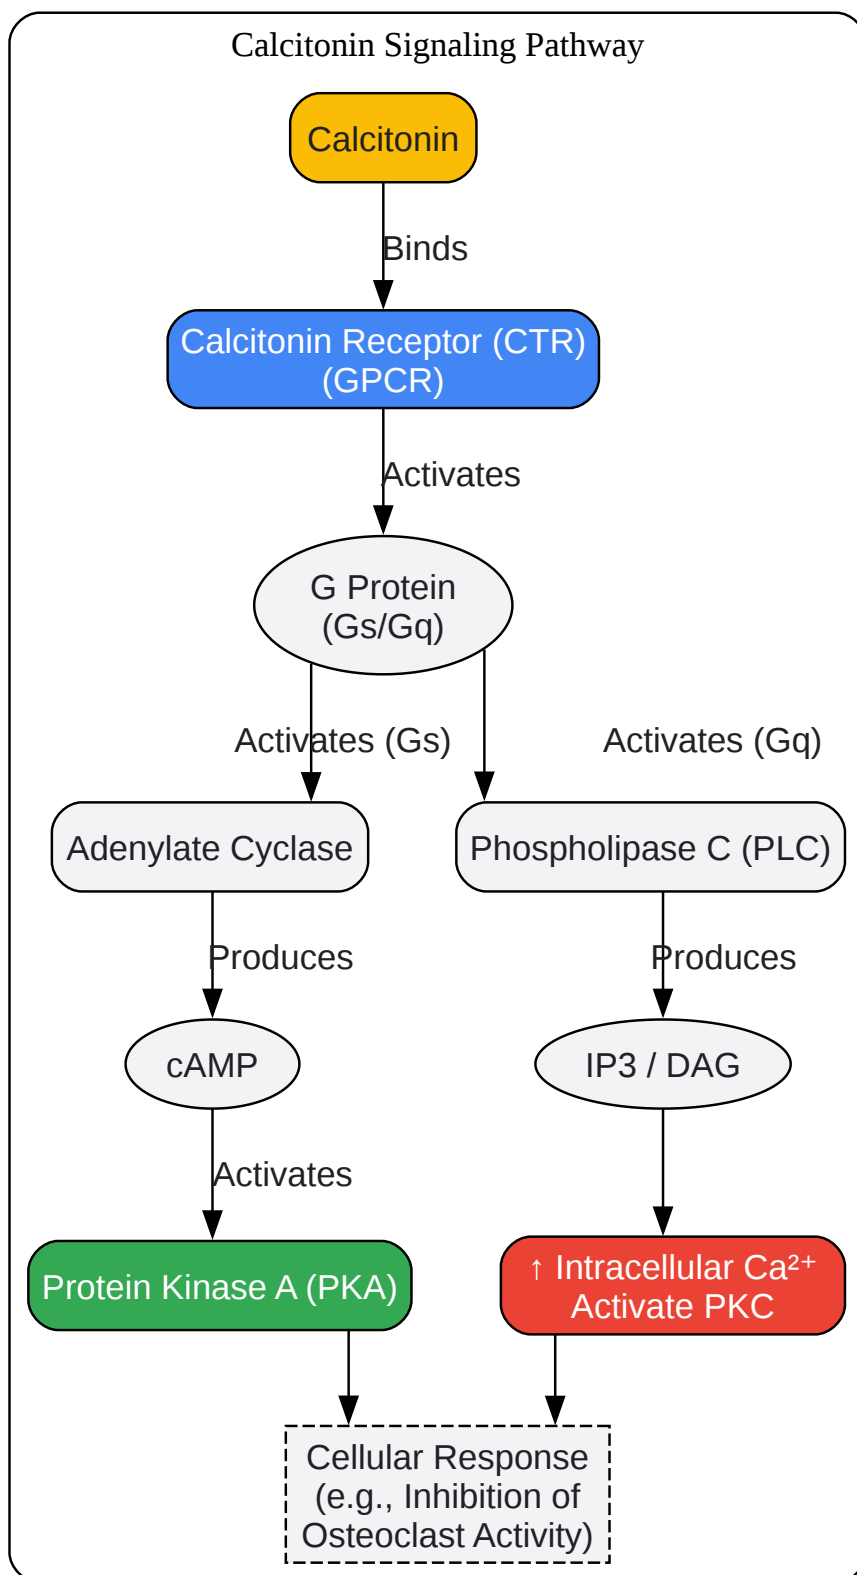 Calcitonin Signaling Pathway
Calcitonin
Binds
Calcitonin Receptor (CTR)
(GPCR)
Activates
G Protein
(Gs/Gq)
Activates (Gs)
Activates (Gq)
Adenylate Cyclase
Phospholipase C (PLC)
Produces
Produces
cAMP
IP3 / DAG
Activates
Protein Kinase A (PKA)
↑ Intracellular Ca²⁺
Activate PKC
Cellular Response
(e.g., Inhibition of
Osteoclast Activity)